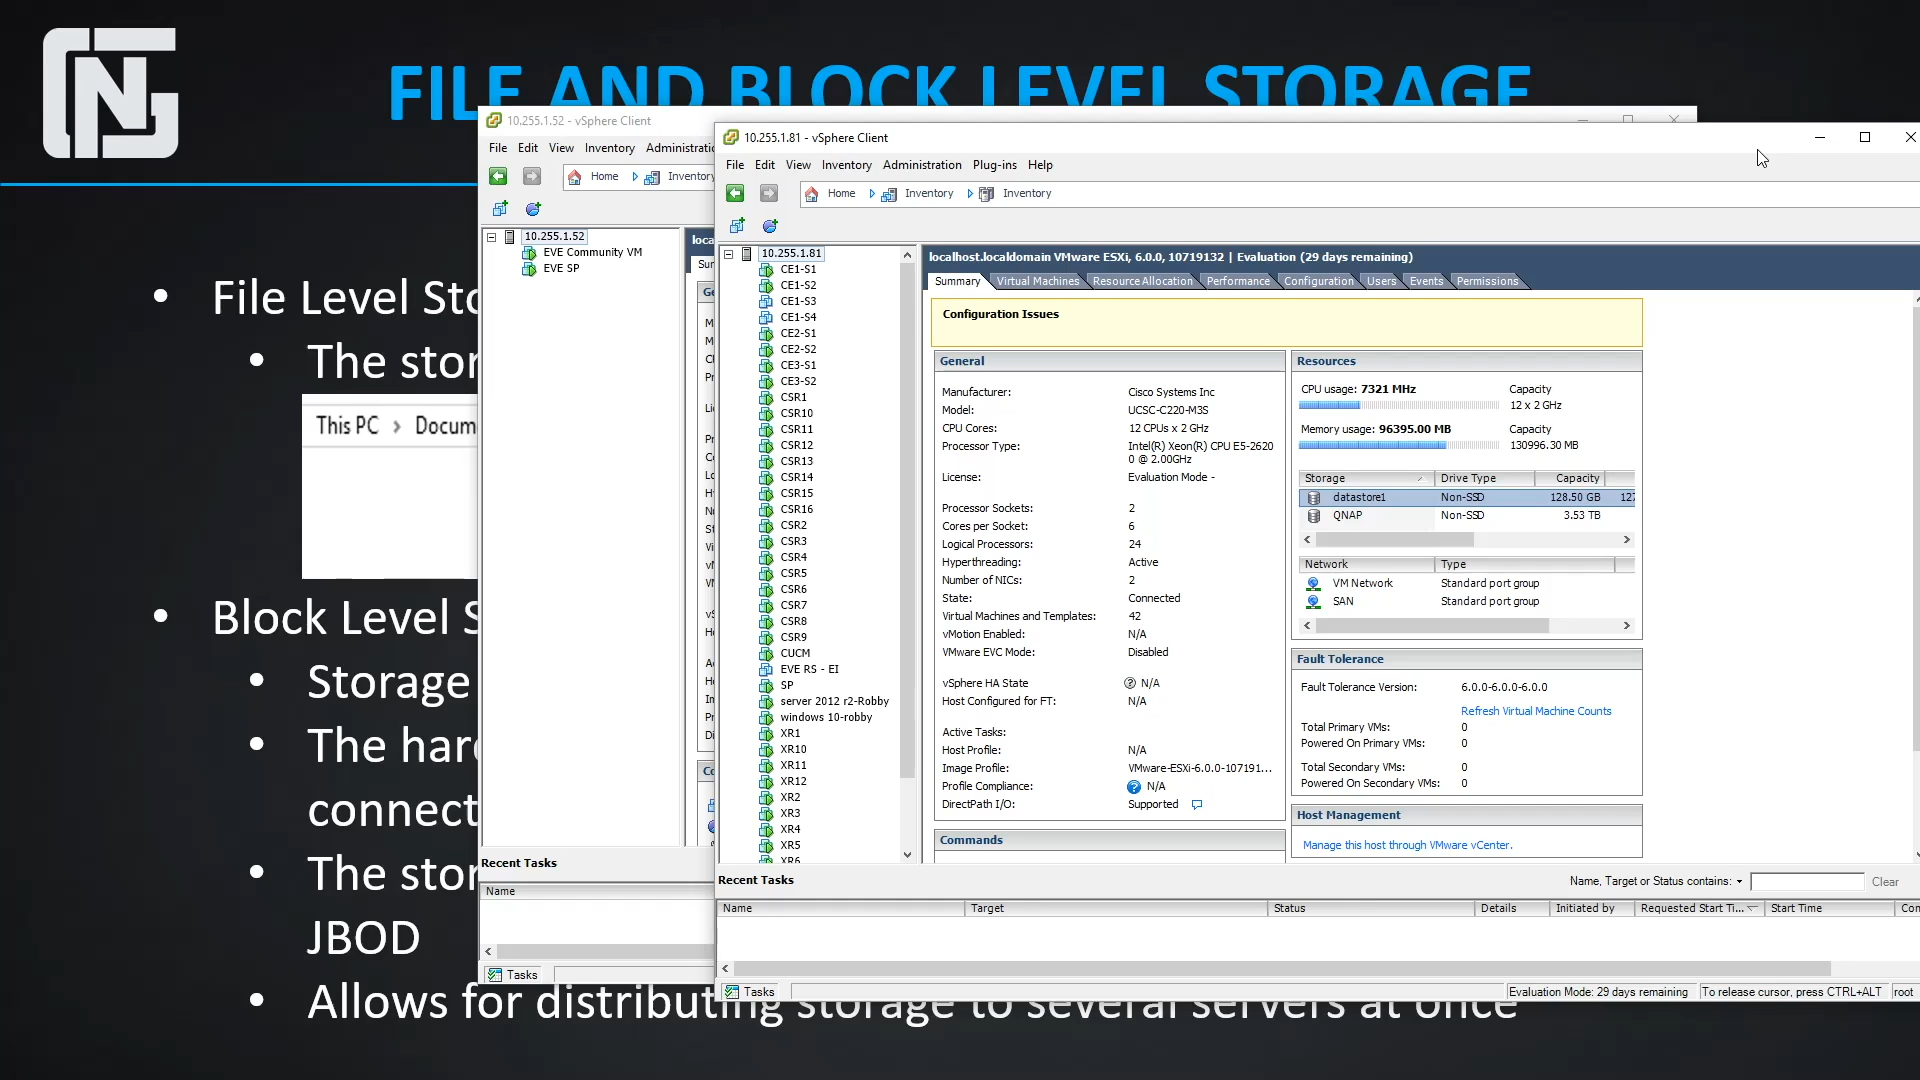 FILE AND BLOCK LEVEL STORAGE
File Level Sto
The stor
This PC > Docum
Block Level S
Storage
The hard
connect
The stor
JBOD
Allows for distributing storage to several servers at once
10.255.1.52 - vSphere Client
File Edit View Inventory Administratio
Home Inventory
10.255.1.52
EVE Community VM
EVE SP
loca
Sur
Recent Tasks
Name
Tasks
10.255.1.81 - vSphere Client
File Edit View Inventory Administration Plug-ins Help
Home Inventory Inventory
10.255.1.81
CE1-S1
CE1-S2
CE1-S3
CE1-S4
CE2-S1
CE2-S2
CE3-S1
CE3-S2
CSR1
CSR10
CSR11
CSR12
CSR13
CSR14
CSR15
CSR16
CSR2
CSR3
CSR4
CSR5
CSR6
CSR7
CSR8
CSR9
CUCM
EVE RS - EI
SP
server 2012 r2-Robby
windows 10-robby
XR1
XR10
XR11
XR12
XR2
XR3
XR4
XR5
XR6
localhost.localdomain VMware ESXi, 6.0.0, 10719132 | Evaluation (29 days remaining)
Summary Virtual Machines Resource Allocation Performance Configuration Users Events Permissions
Configuration Issues
General
Manufacturer: Cisco Systems Inc
Model: UCSC-C220-M3S
CPU Cores: 12 CPUs x 2 GHz
Processor Type: Intel(R) Xeon(R) CPU E5-2620
0 @ 2.00GHz
License: Evaluation Mode -
Processor Sockets: 2
Cores per Socket: 6
Logical Processors: 24
Hyperthreading: Active
Number of NICs: 2
State: Connected
Virtual Machines and Templates: 42
vMotion Enabled: N/A
VMware EVC Mode: Disabled
vSphere HA State N/A
Host Configured for FT: N/A
Active Tasks:
Host Profile: N/A
Image Profile: VMware-ESXi-6.0.0-107191...
Profile Compliance: N/A
DirectPath I/O: Supported
Commands
Resources
CPU usage: 7321 MHz Capacity
12 x 2 GHz
Memory usage: 96395.00 MB Capacity
130996.30 MB
Storage Drive Type Capacity
datastore1 Non-SSD 128.50 GB 127
QNAP Non-SSD 3.53 TB
Network Type
VM Network Standard port group
SAN Standard port group
Fault Tolerance
Fault Tolerance Version: 6.0.0-6.0.0-6.0.0
Refresh Virtual Machine Counts
Total Primary VMs: 0
Powered On Primary VMs: 0
Total Secondary VMs: 0
Powered On Secondary VMs: 0
Host Management
Manage this host through VMware vCenter.
Recent Tasks
Name, Target or Status contains: Clear
Name Target Status Details Initiated by Requested Start Ti... Start Time Con
Tasks
Evaluation Mode: 29 days remaining To release cursor, press CTRL+ALT root